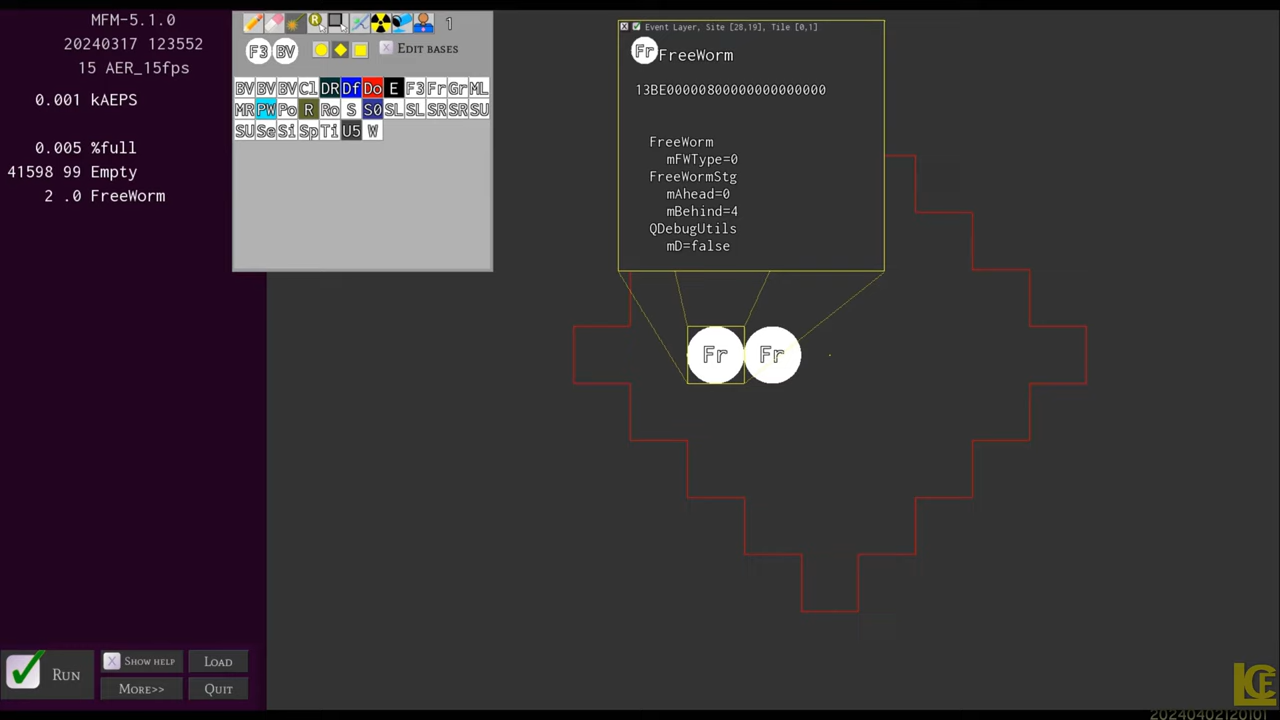 MFM-5.1.0
20240317 123552
15 AER_15fps
0.001 kAEPS
0.005 %full
41598 99 Empty
2 .0 FreeWorm
R
1
F3 BV
Edit bases
BV BV BV Cl DR Df Do E F3 Fr Gr ML
MR PW Po R Ro S S0 SL SL SR SR SU
SU Se Si Sp Ti U5 W
Event Layer, Site [28,19], Tile [0,1]
Fr FreeWorm
13BE00000800000000000000
FreeWorm
mFWType=0
FreeWormStg
mAhead=0
mBehind=4
QDebugUtils
mD=false
Fr Fr
Run
Show help
Load
More>>
Quit
20240402120101